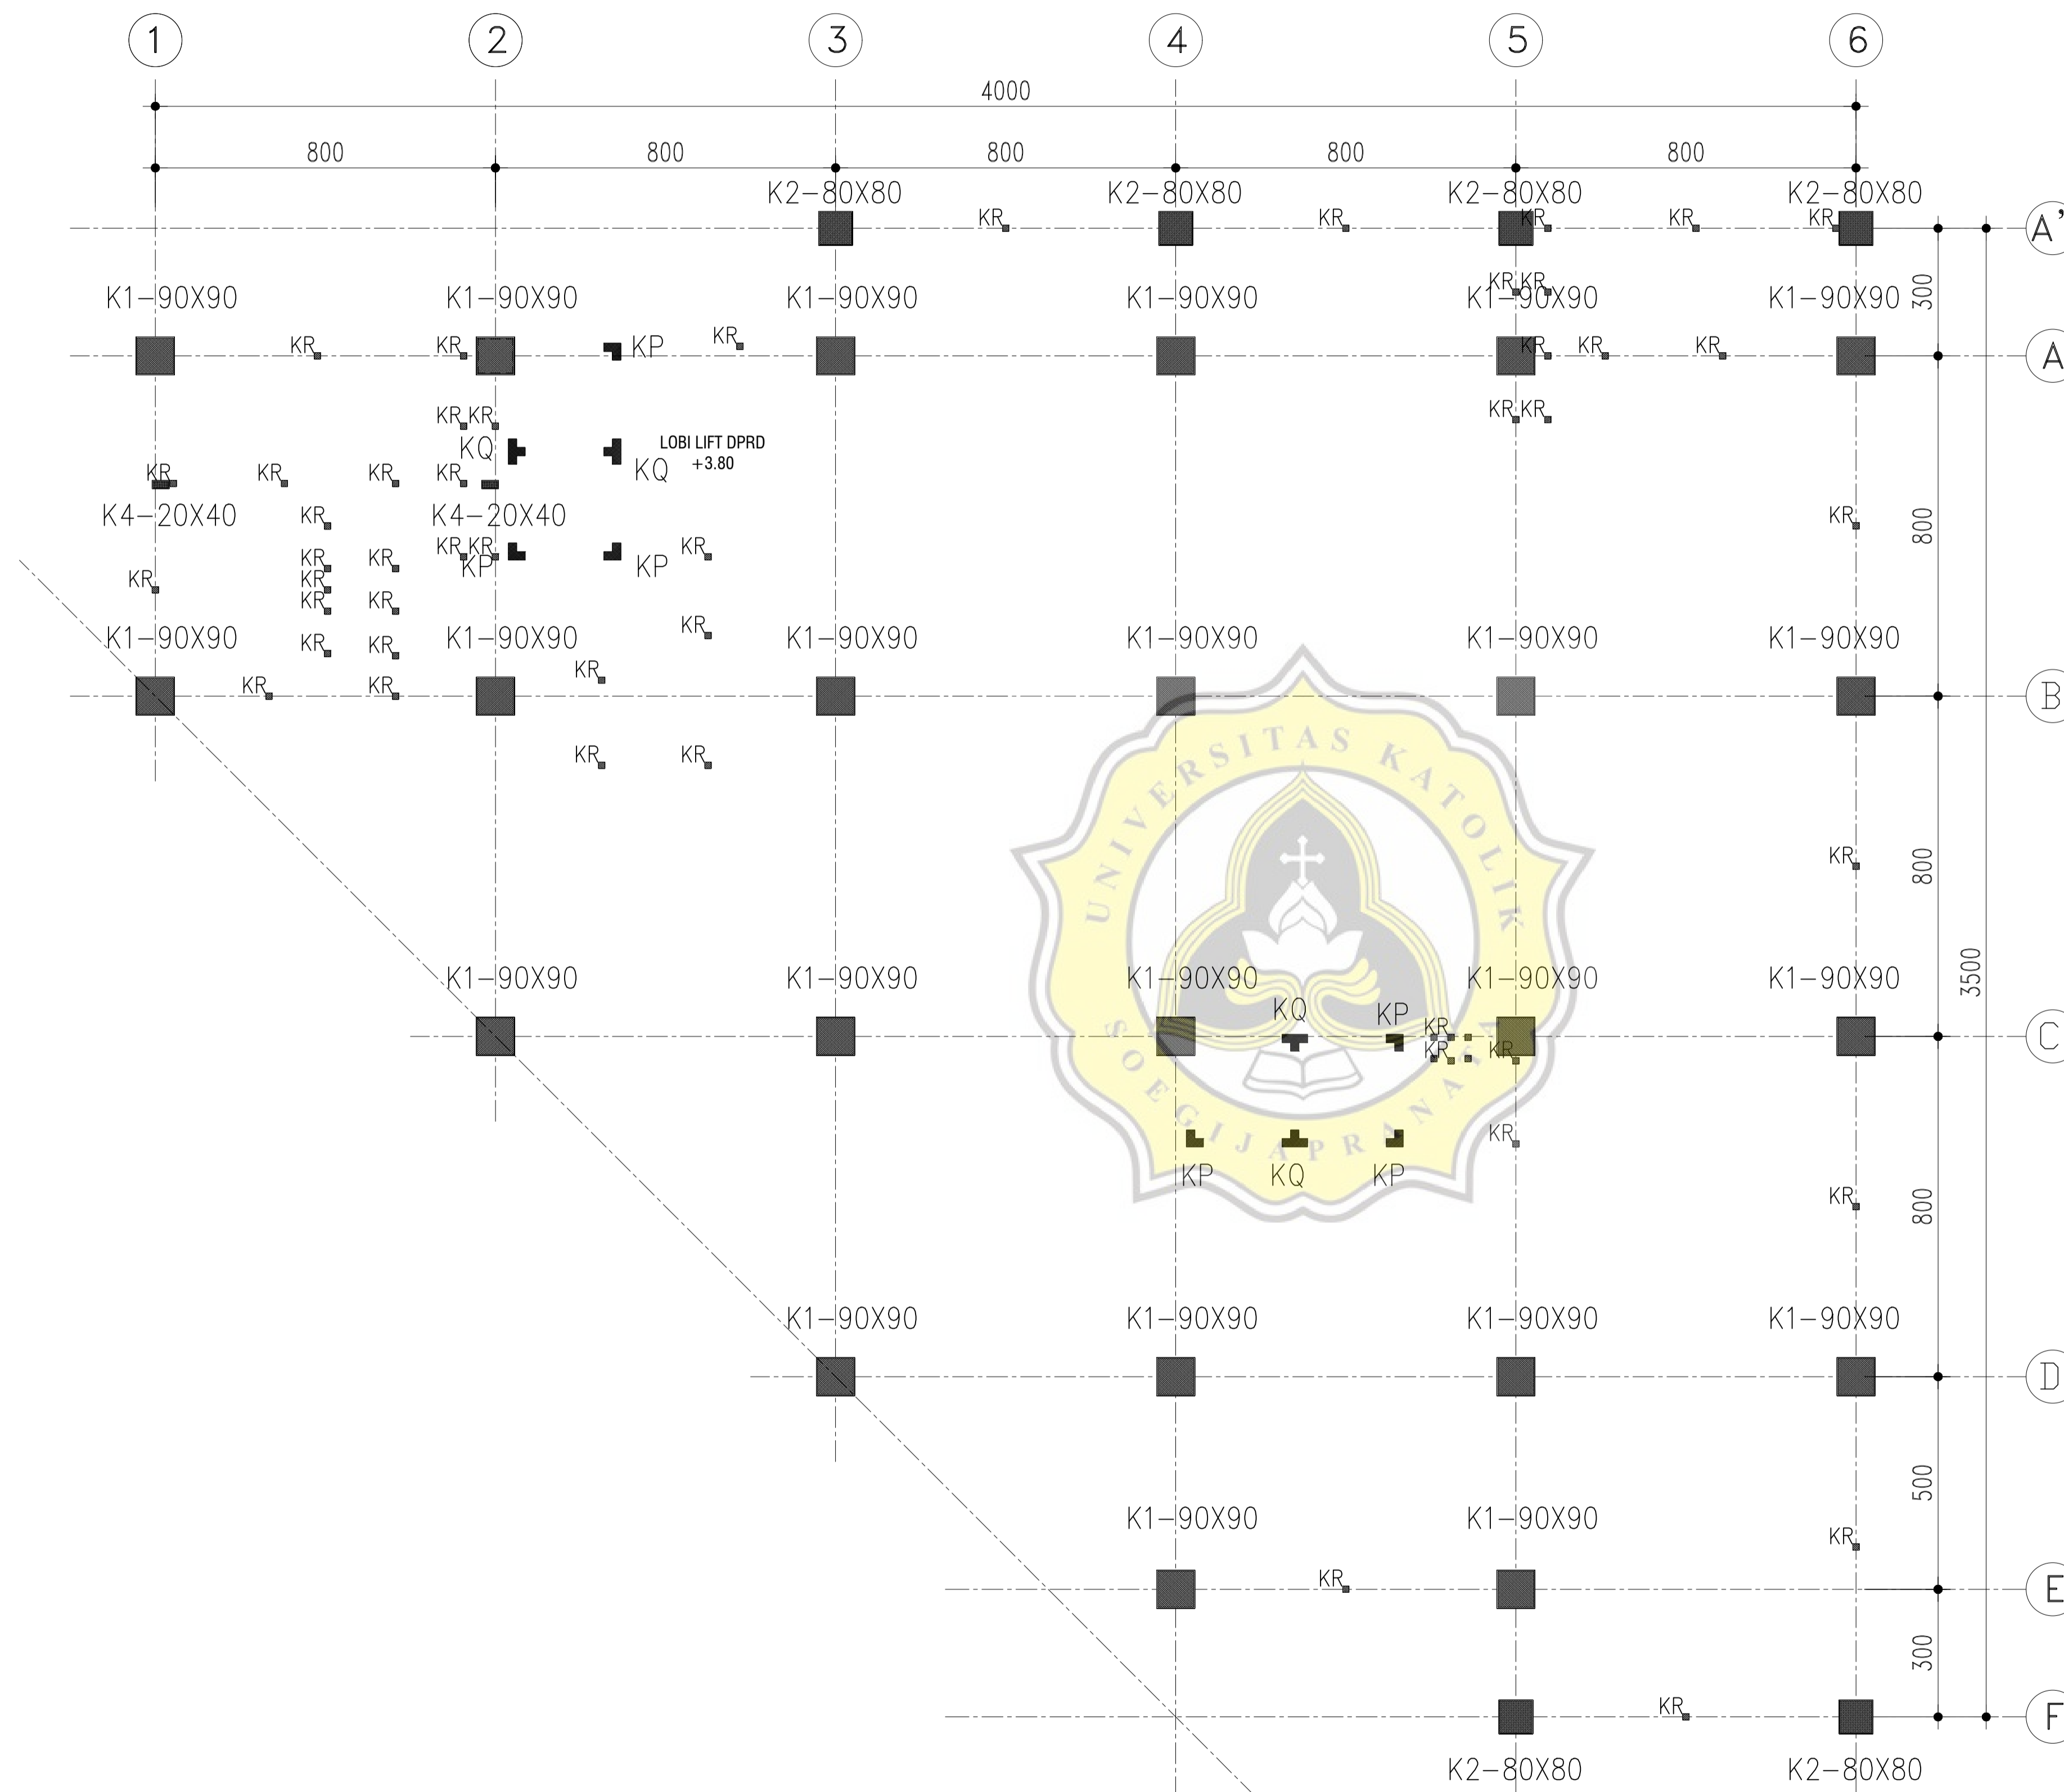 1 2 3 4 5 6
4000
800 800 800 800 800
K2-80X80 K2-80X80 K2-80X80 K2-80X80
KR KR KR KR KR A'
KR KR 300
K1-90X90 K1-90X90 K1-90X90 K1-90X90 K1-90X90 K1-90X90
KR KR KP KR KR KR KR A
KR KR KR KR
KQ LOBI LIFT DPRD
KQ +3.80
KR KR KR KR
K4-20X40 K4-20X40
KR KR 800
KR KR KR KR KR
KP KP
KR KR
KR KR
K1-90X90 K1-90X90 K1-90X90 K1-90X90 K1-90X90 K1-90X90
KR KR KR
KR
KR KR B
UNIVERSITAS KATOLIK
KR KR
KR 800
3500
K1-90X90 K1-90X90 K1-90X90 K1-90X90 K1-90X90
KQ KP
KR C
KR KR
SOEGIJAPRANATA
KR
KP KQ KP
KR 800
K1-90X90 K1-90X90 K1-90X90 K1-90X90
D
500
K1-90X90 K1-90X90
KR
KR E
300
KR F
K2-80X80 K2-80X80